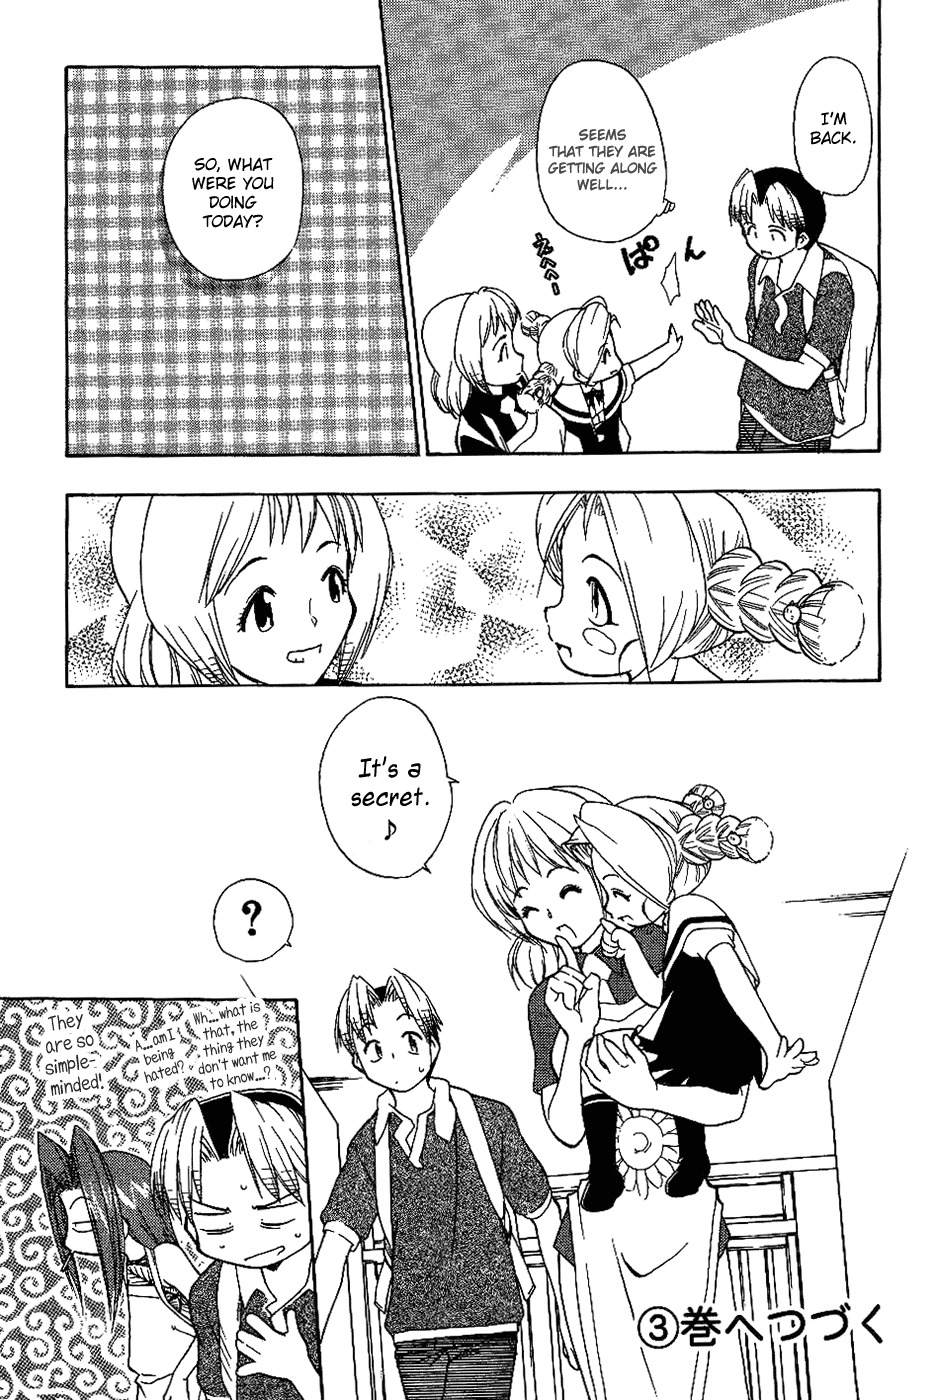 I'M
BACK.
SEEMS
THAT THEY ARE
GETTING ALONG
WELL...
ぱん
えへへー
SO, WHAT
WERE YOU
DOING
TODAY?
It's a
secret.
♪
?
Wh...what is
that, the
thing they
don't want me
to know...?
A...am I
being
hated?
They
are so
simple-
minded!
③巻へつづく